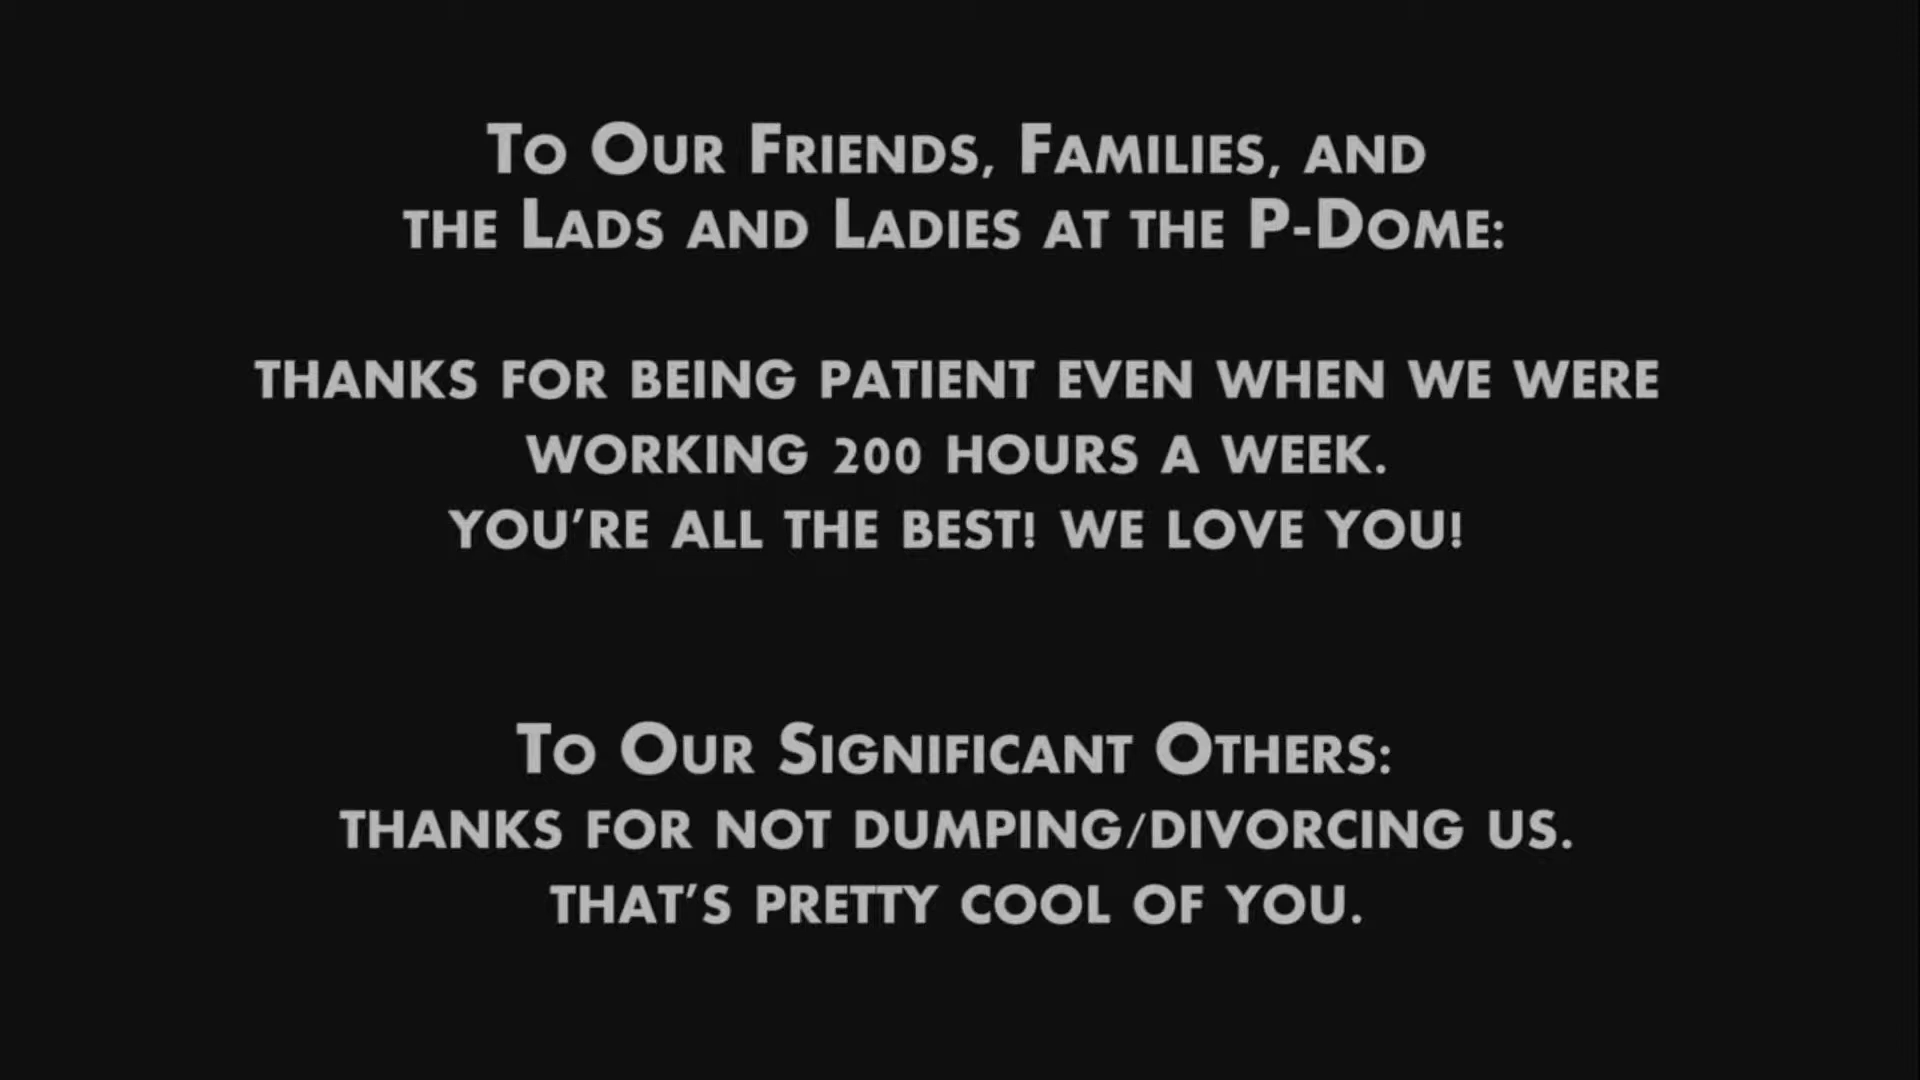 To Our Friends, Families, and
the Lads and Ladies at the P-Dome:
thanks for being patient even when we were
working 200 hours a week.
you're all the best! we love you!
To Our Significant Others:
thanks for not dumping/divorcing us.
that's pretty cool of you.